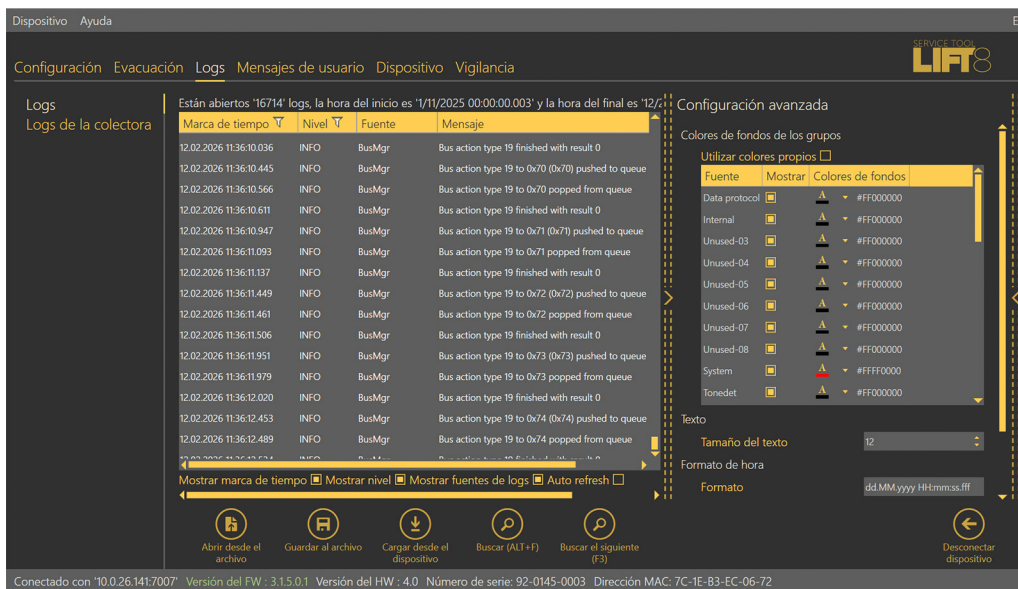 Dispositivo Ayuda
SERVICE TOOL
LIFT8
Configuración Evacuación Logs Mensajes de usuario Dispositivo Vigilancia
Logs
Logs de la colectora
Están abiertos '16714' logs, la hora del inicio es '1/11/2025 00:00:00.003' y la hora del final es '12/2
Marca de tiempo Nivel Fuente Mensaje
12.02.2026 11:36:10.036 INFO BusMgr Bus action type 19 finished with result 0
12.02.2026 11:36:10.445 INFO BusMgr Bus action type 19 to 0x70 (0x70) pushed to queue
12.02.2026 11:36:10.566 INFO BusMgr Bus action type 19 to 0x70 popped from queue
12.02.2026 11:36:10.611 INFO BusMgr Bus action type 19 finished with result 0
12.02.2026 11:36:10.947 INFO BusMgr Bus action type 19 to 0x71 (0x71) pushed to queue
12.02.2026 11:36:11.093 INFO BusMgr Bus action type 19 to 0x71 popped from queue
12.02.2026 11:36:11.137 INFO BusMgr Bus action type 19 finished with result 0
12.02.2026 11:36:11.449 INFO BusMgr Bus action type 19 to 0x72 (0x72) pushed to queue
12.02.2026 11:36:11.461 INFO BusMgr Bus action type 19 to 0x72 popped from queue
12.02.2026 11:36:11.506 INFO BusMgr Bus action type 19 finished with result 0
12.02.2026 11:36:11.951 INFO BusMgr Bus action type 19 to 0x73 (0x73) pushed to queue
12.02.2026 11:36:11.979 INFO BusMgr Bus action type 19 to 0x73 popped from queue
12.02.2026 11:36:12.020 INFO BusMgr Bus action type 19 finished with result 0
12.02.2026 11:36:12.453 INFO BusMgr Bus action type 19 to 0x74 (0x74) pushed to queue
12.02.2026 11:36:12.489 INFO BusMgr Bus action type 19 to 0x74 popped from queue
Mostrar marca de tiempo Mostrar nivel Mostrar fuentes de logs Auto refresh
Configuración avanzada
Colores de fondos de los grupos
Utilizar colores propios
Fuente Mostrar Colores de fondos
Data protocol A #FF000000
Internal A #FF000000
Unused-03 A #FF000000
Unused-04 A #FF000000
Unused-05 A #FF000000
Unused-06 A #FF000000
Unused-07 A #FF000000
Unused-08 A #FF000000
System A #FFFF0000
Tonedet A #FF000000
Texto
Tamaño del texto 12
Formato de hora
Formato dd.MM.yyyy HH:mm:ss.fff
Abrir desde el archivo
Guardar al archivo
Cargar desde el dispositivo
Buscar (ALT+F)
Buscar el siguiente (F3)
Desconectar dispositivo
Conectado con '10.0.26.141:7007' Versión del FW : 3.1.5.0.1 Versión del HW : 4.0 Número de serie: 92-0145-0003 Dirección MAC: 7C-1E-B3-EC-06-72